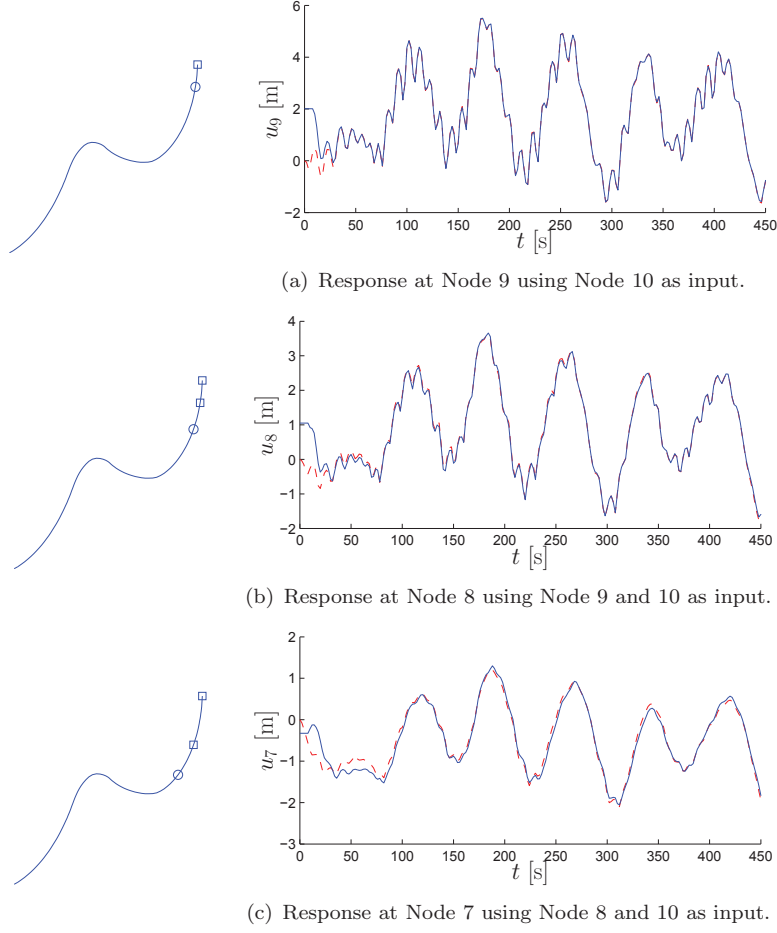 6
4
2
0
−2
u9 [m]
0 50 100 150 200 250 300 350 400 450
t [s]
(a) Response at Node 9 using Node 10 as input.
4
3
2
1
0
−1
−2
u8 [m]
0 50 100 150 200 250 300 350 400 450
t [s]
(b) Response at Node 8 using Node 9 and 10 as input.
2
1
0
−1
−2
−3
u7 [m]
0 50 100 150 200 250 300 350 400 450
t [s]
(c) Response at Node 7 using Node 8 and 10 as input.